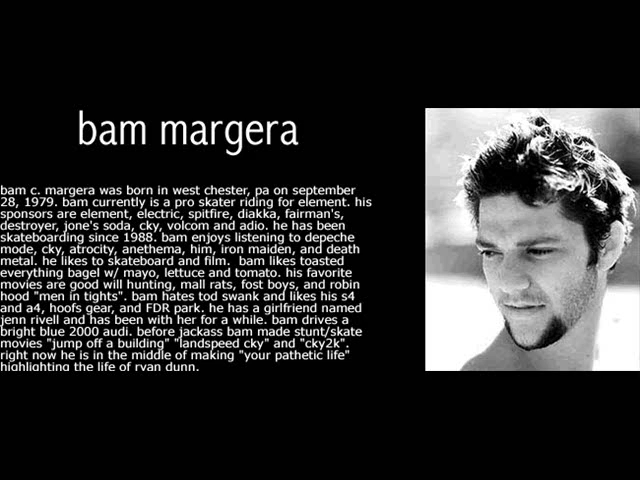 bam margera
bam c. margera was born in west chester, pa on september
28, 1979. bam currently is a pro skater riding for element. his
sponsors are element, electric, spitfire, diakka, fairman's,
destroyer, jone's soda, cky, volcom and adio. he has been
skateboarding since 1988. bam enjoys listening to depeche
mode, cky, atrocity, anethema, him, iron maiden, and death
metal. he likes to skateboard and film.  bam likes toasted
everything bagel w/ mayo, lettuce and tomato. his favorite
movies are good will hunting, mall rats, fost boys, and robin
hood "men in tights". bam hates tod swank and likes his s4
and a4, hoofs gear, and FDR park. he has a girlfriend named
jenn rivell and has been with her for a while. bam drives a
bright blue 2000 audi. before jackass bam made stunt/skate
movies "jump off a building" "landspeed cky" and "cky2k".
right now he is in the middle of making "your pathetic life"
highlighting the life of ryan dunn.